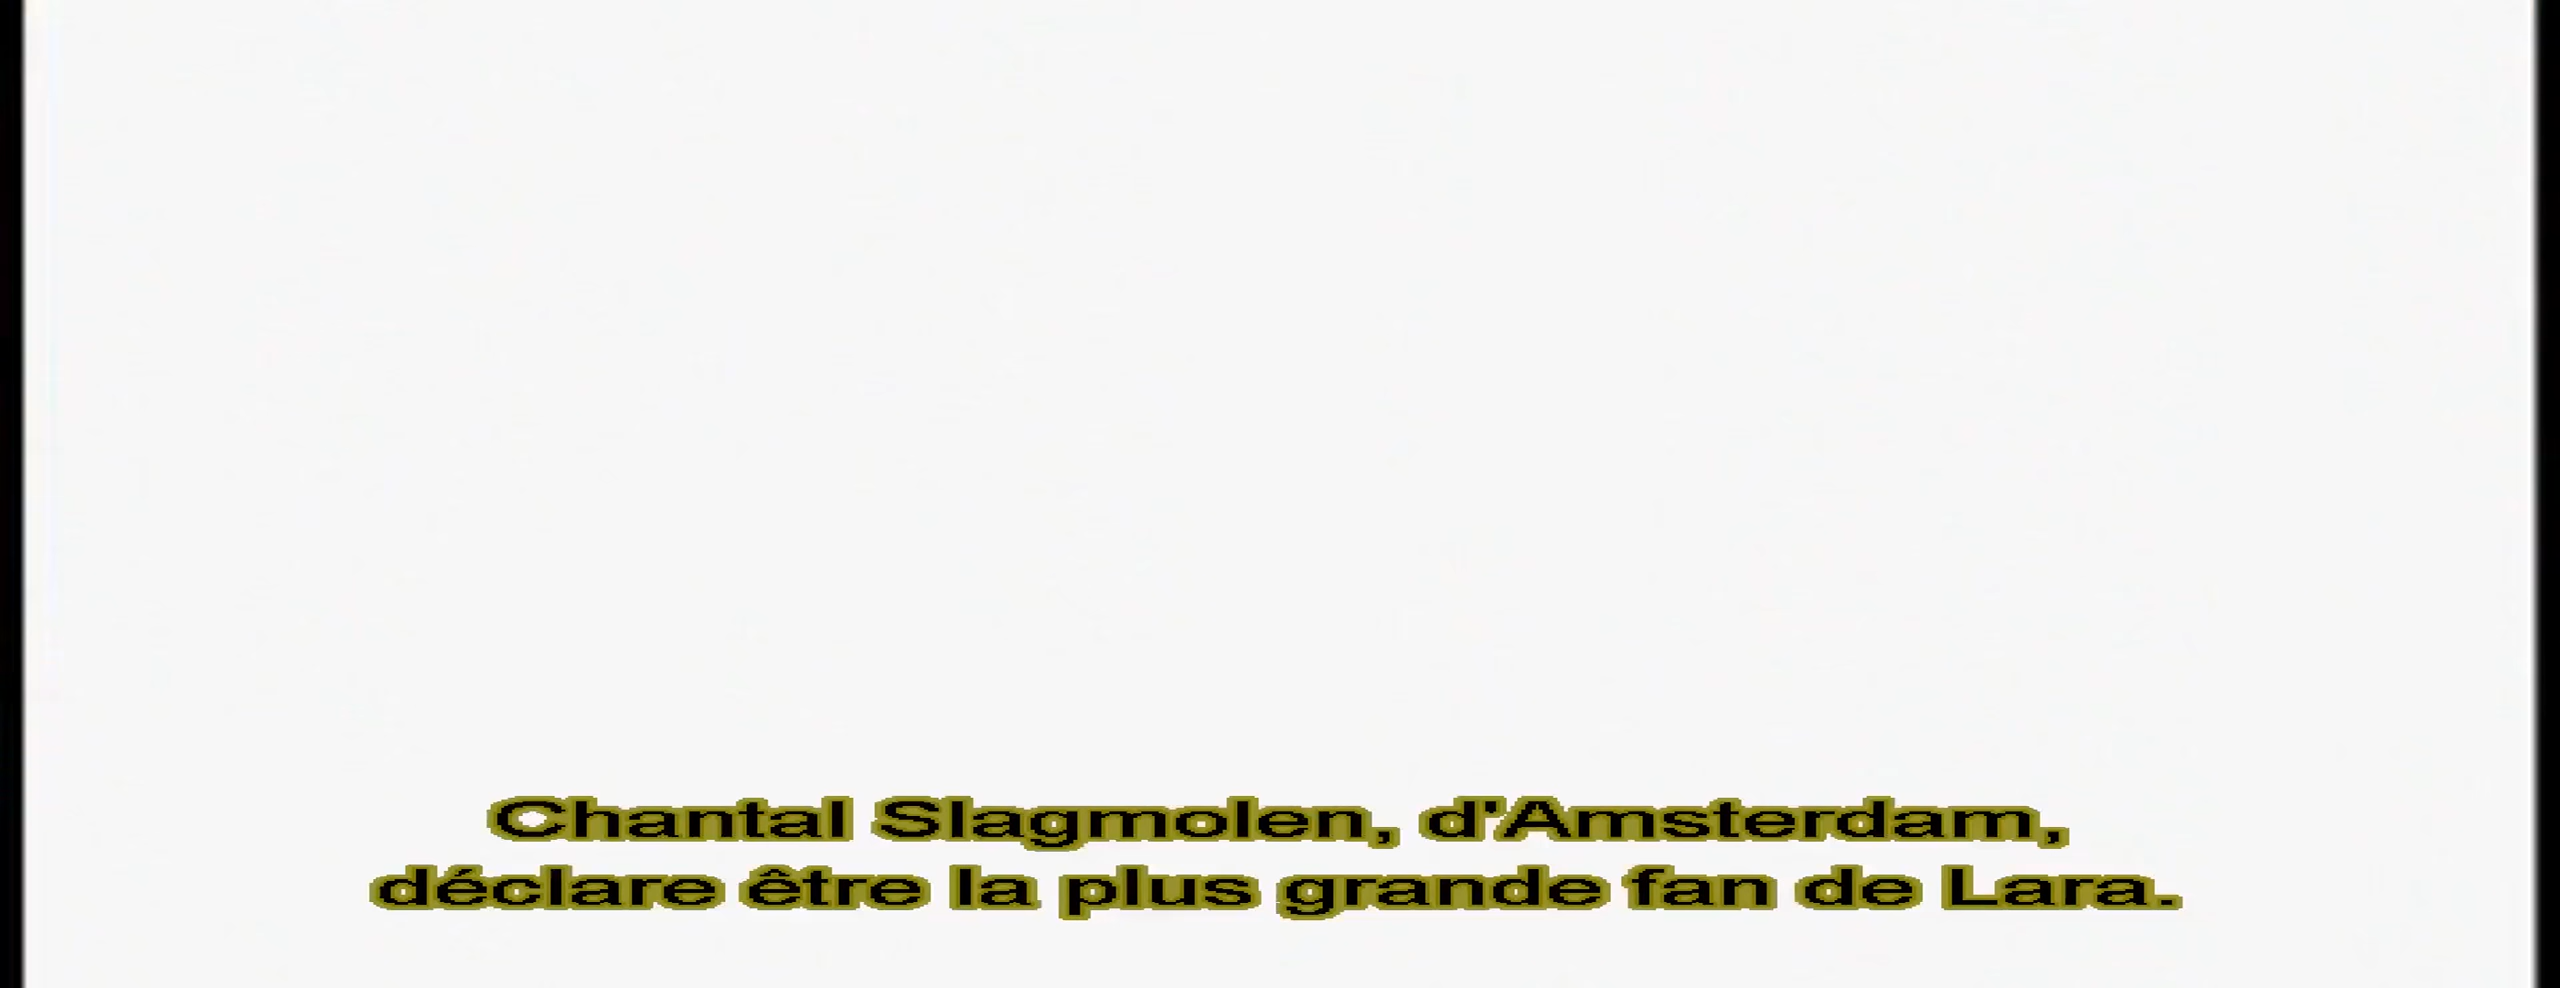 Chantal Slagmolen, d'Amsterdam,
déclare être la plus grande fan de Lara.